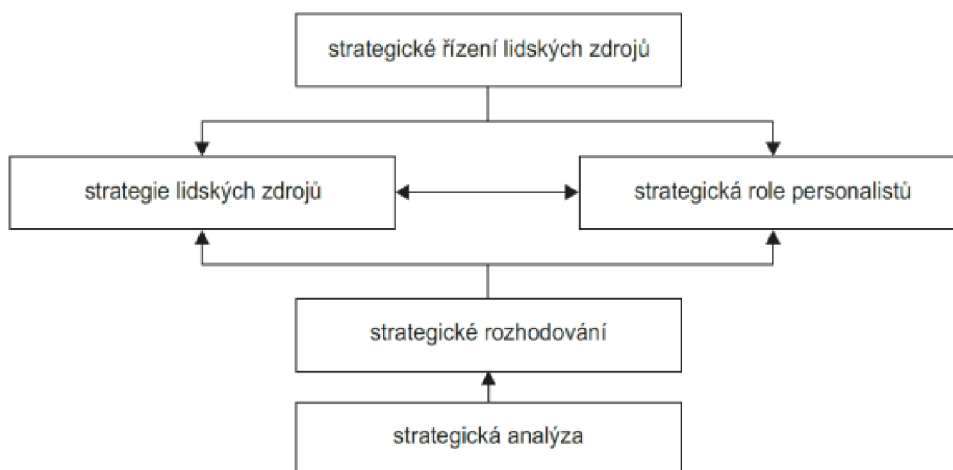 strategické řízení lidských zdrojů
strategie lidských zdrojů
strategická role personalistů
strategické rozhodování
strategická analýza